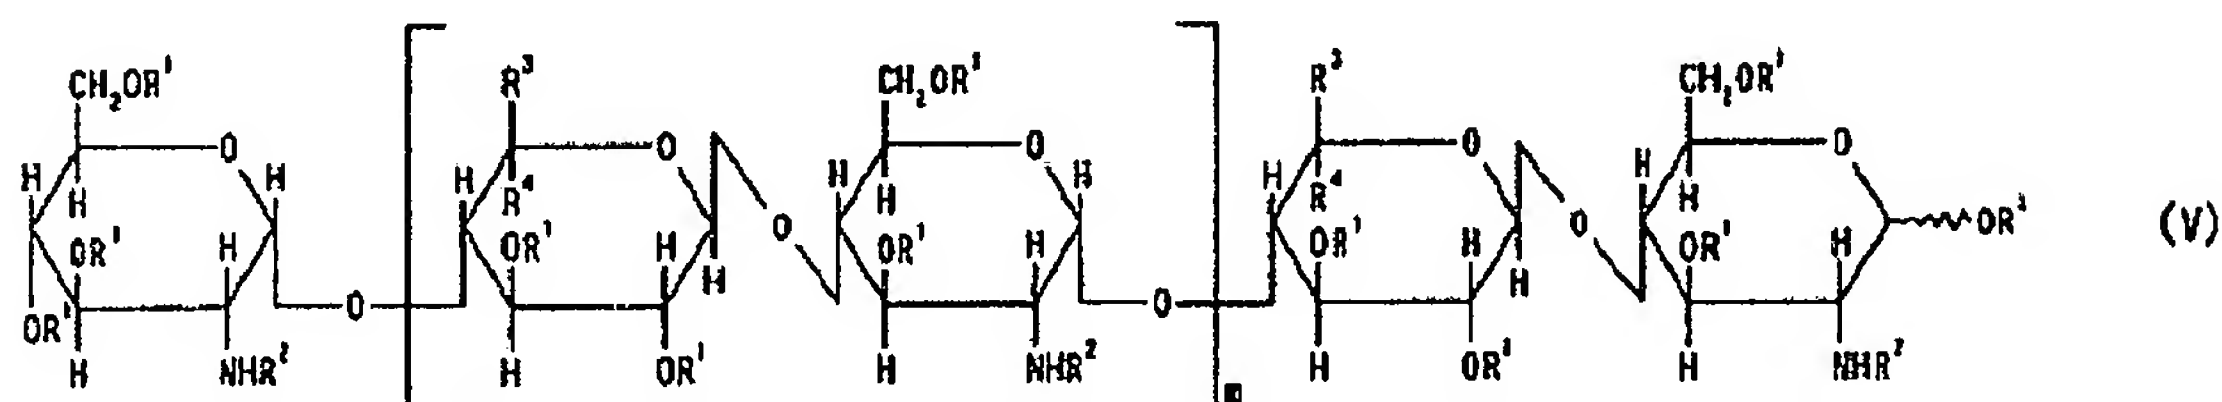 CH₂OR¹ R³ CH₂OR¹ R³ CH₂OR¹
O O O O O
H H H H H H H
H R⁴ H R⁴ H
OR¹ H OR¹ H O OR¹ H OR¹ H O OR¹ H OR¹ (V)
H H
O O
OR¹
H NHR² H OR¹ H NHR² H OR¹ H NHR²